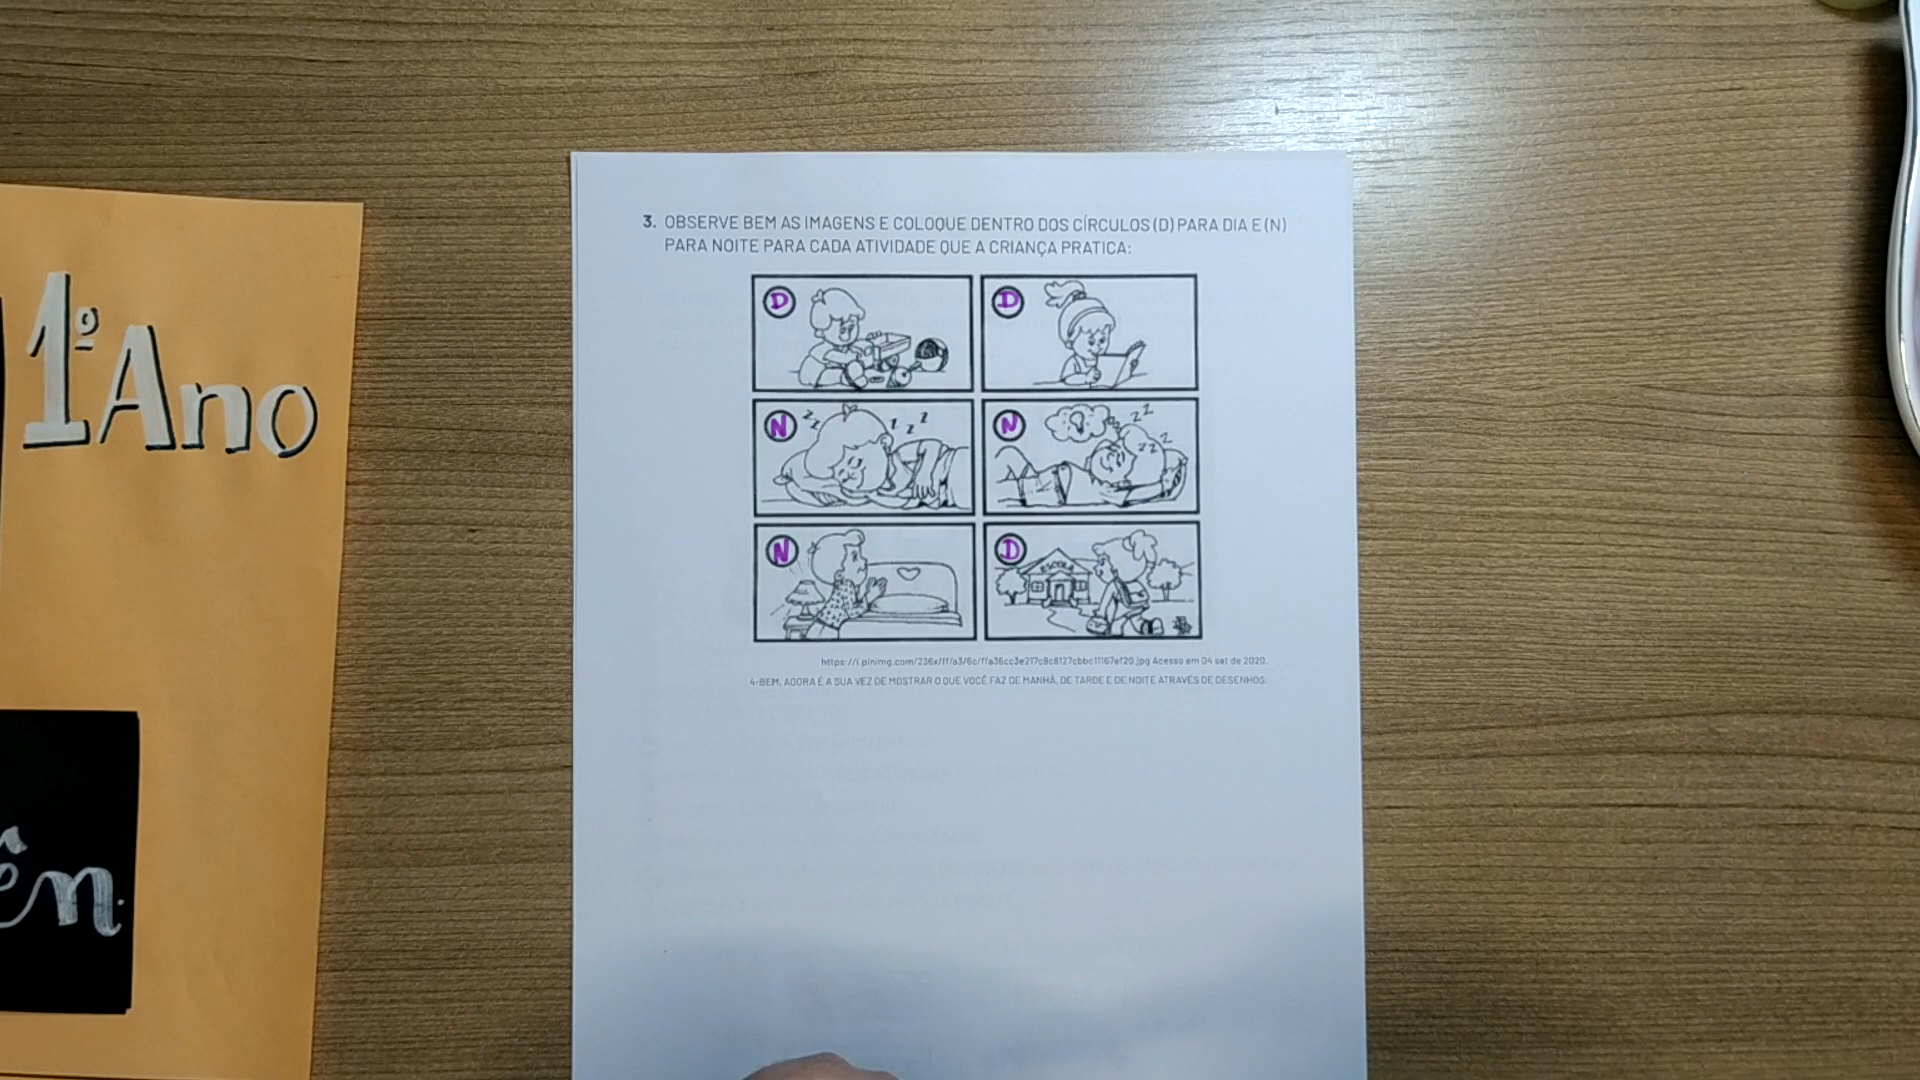 1º Ano
ên.
3. OBSERVE BEM AS IMAGENS E COLOQUE DENTRO DOS CÍRCULOS (D) PARA DIA E (N)
PARA NOITE PARA CADA ATIVIDADE QUE A CRIANÇA PRATICA:
D
D
N
z z
z z z
N
z z
z z z
N
D
ESCOLA
https://i.pinimg.com/236x/ff/a3/6c/ffa36cc3e217c8c8127cbbc11167ef20.jpg Acesso em 04 set de 2020.
4-BEM, AGORA É A SUA VEZ DE MOSTRAR O QUE VOCÊ FAZ DE MANHÃ, DE TARDE E DE NOITE ATRAVÉS DE DESENHOS: